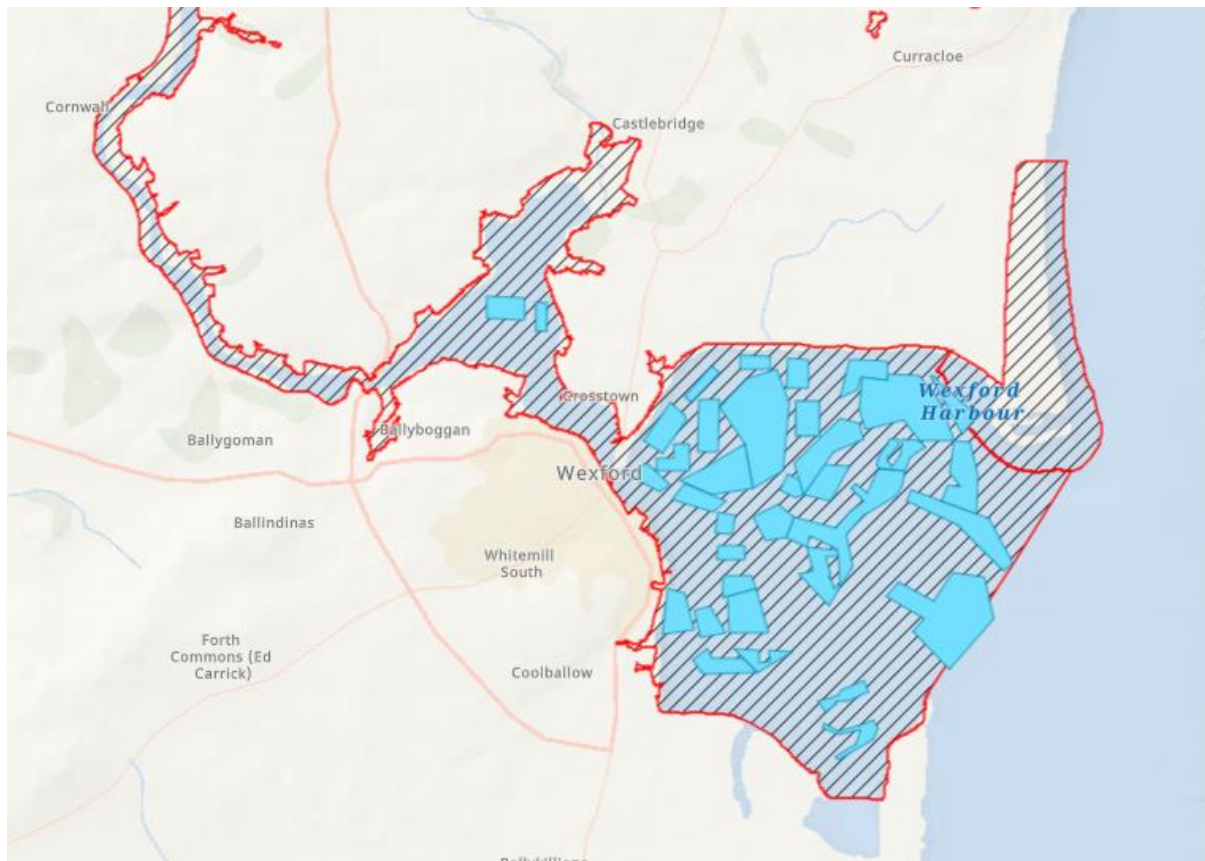 Curracloe
Cornwall
Castlebridge
Wexford
Harbour
Crosstown
Ballygoman
Ballyboggan
Wexford
Ballindinas
Whitemill
South
Forth
Commons (Ed
Carrick)
Coolballow